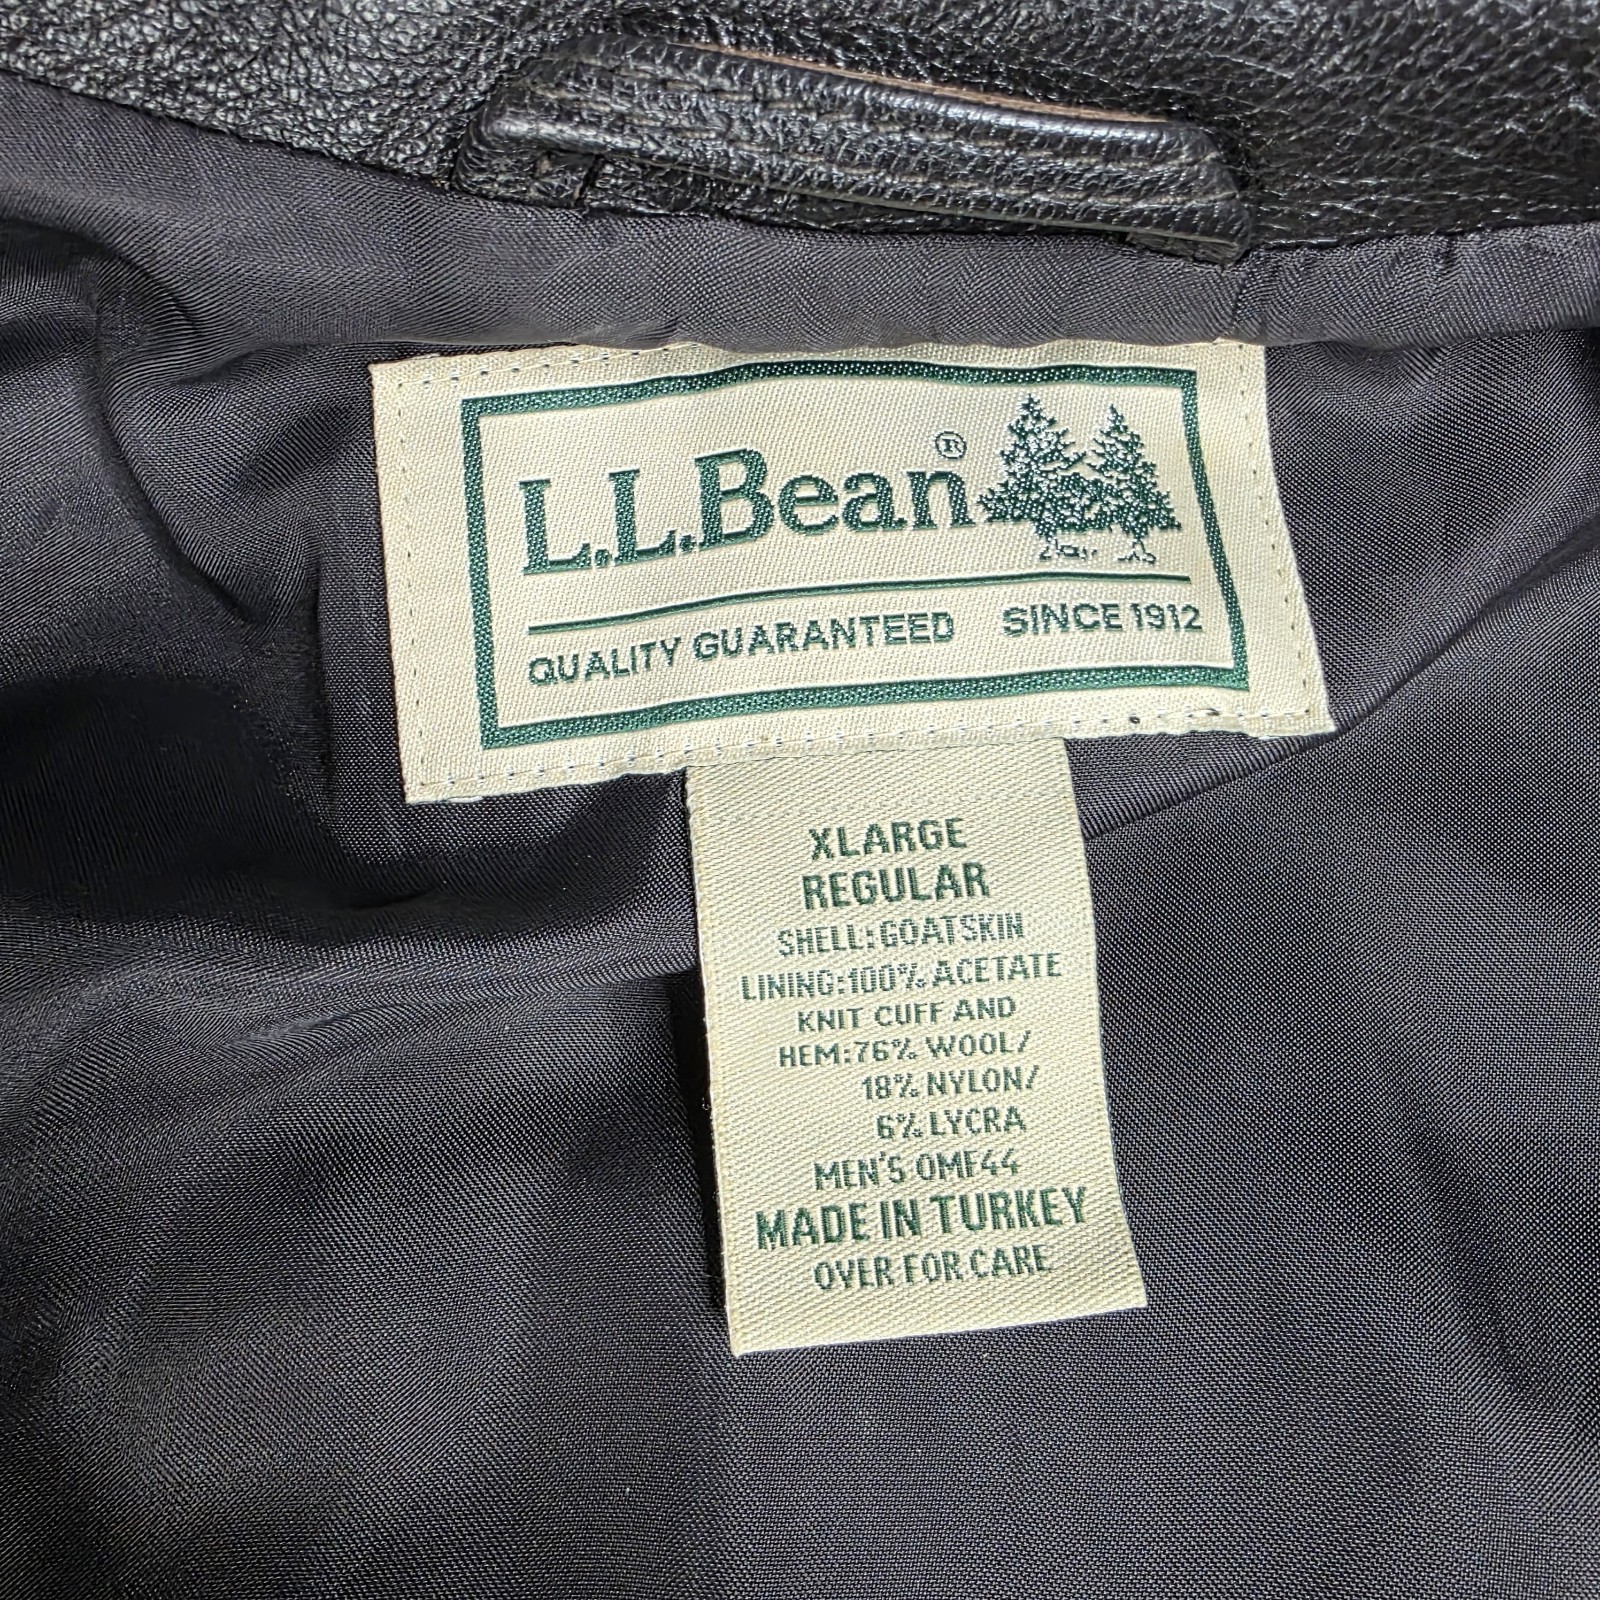 L.L.Bean®
QUALITY GUARANTEED SINCE 1912
XLARGE
REGULAR
SHELL:GOATSKIN
LINING:100% ACETATE
KNIT CUFF AND
HEM:76% WOOL/
18% NYLON/
6% LYCRA
MEN'S OMF44
MADE IN TURKEY
OVER FOR CARE